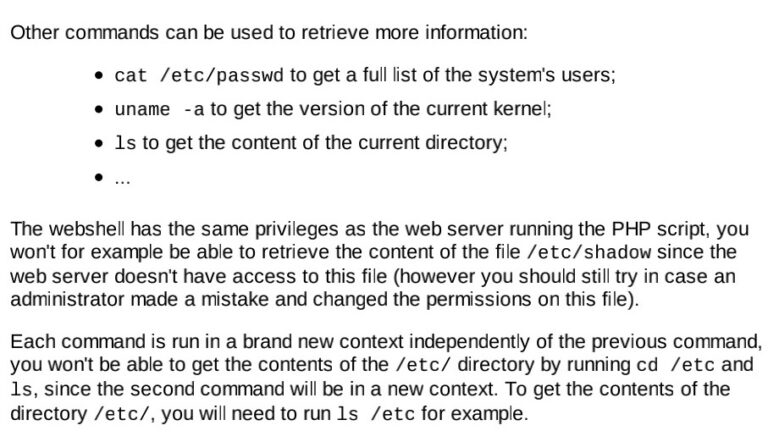 Other commands can be used to retrieve more information:
• cat /etc/passwd to get a full list of the system's users;
• uname -a to get the version of the current kernel;
• ls to get the content of the current directory;
• ...
The webshell has the same privileges as the web server running the PHP script, you
won't for example be able to retrieve the content of the file /etc/shadow since the
web server doesn't have access to this file (however you should still try in case an
administrator made a mistake and changed the permissions on this file).
Each command is run in a brand new context independently of the previous command,
you won't be able to get the contents of the /etc/ directory by running cd /etc and
ls, since the second command will be in a new context. To get the contents of the
directory /etc/, you will need to run ls /etc for example.